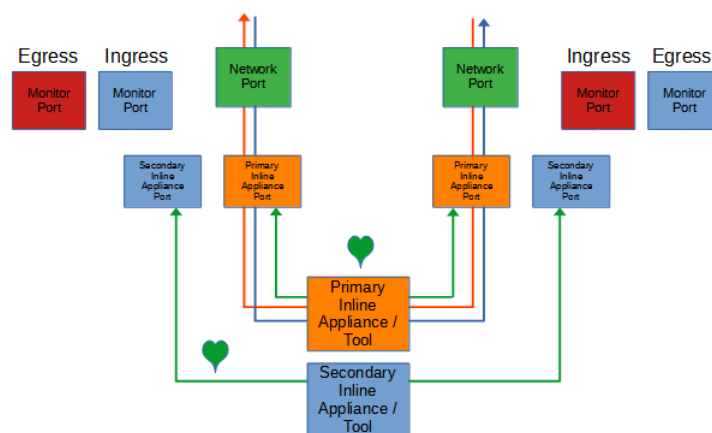 Egress
Ingress
Ingress
Egress
Monitor
Port
Monitor
Port
Network
Port
Network
Port
Monitor
Port
Monitor
Port
Secondary
Inline
Appliance
Port
Primary
Inline
Appliance
Port
Primary
Inline
Appliance
Port
Secondary
Inline
Appliance
Port
Primary
Inline
Appliance /
Tool
Secondary
Inline
Appliance /
Tool